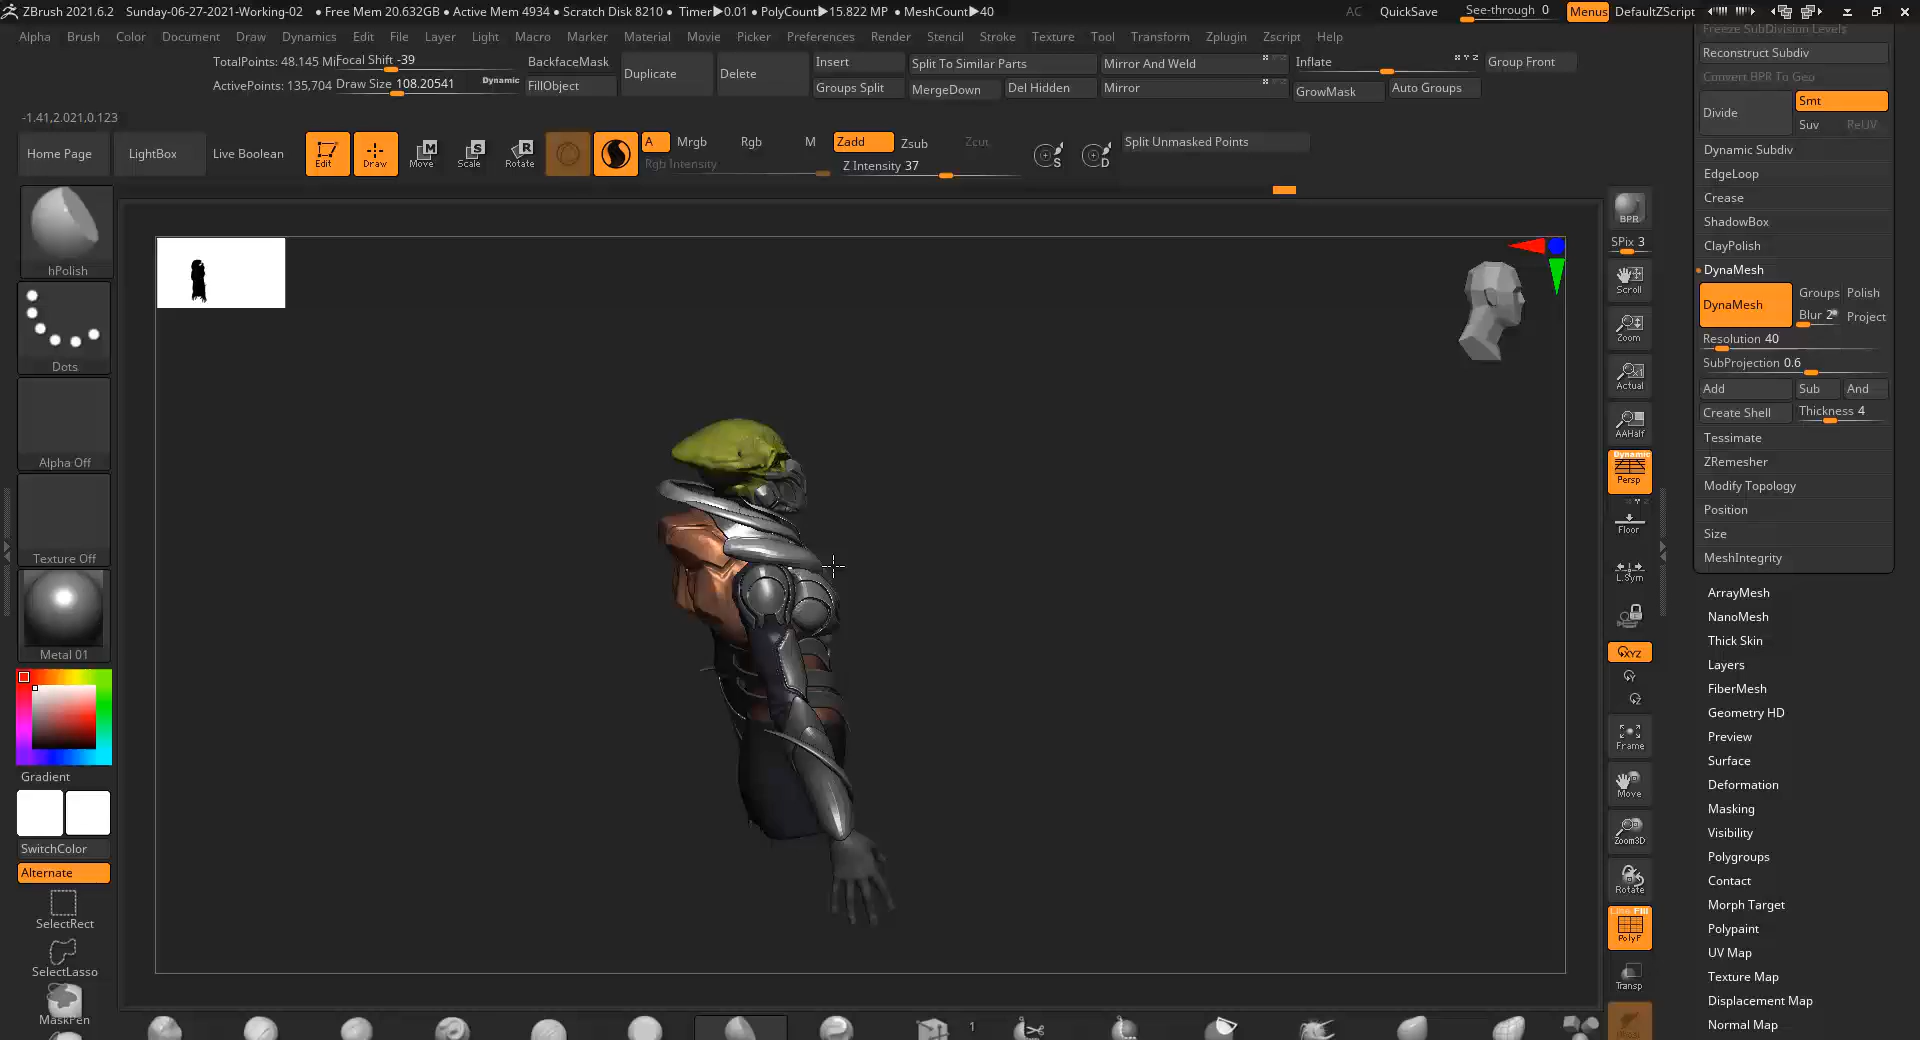 ZBrush 2021.6.2 Sunday-06-27-2021-Working-02 • Free Mem 20.632GB • Active Mem 4934 • Scratch Disk 8210 • Timer▶0.01 • PolyCount▶15.822 MP • MeshCount▶40 AC QuickSave See-through 0 Menus DefaultZScript
Alpha Brush Color Document Draw Dynamics Edit File Layer Light Macro Marker Material Movie Picker Preferences Render Stencil Stroke Texture Tool Transform Zplugin Zscript Help
TotalPoints: 48.145 Mi Focal Shift -39 BackfaceMask Duplicate Delete Insert Split To Similar Parts Mirror And Weld Inflate Group Front
ActivePoints: 135,704 Draw Size 108.20541 Dynamic FillObject Groups Split MergeDown Del Hidden Mirror GrowMask Auto Groups
-1.41,2.021,0.123
Home Page LightBox Live Boolean Edit Draw Move Scale Rotate A Mrgb Rgb M Zadd Zsub Zcut Split Unmasked Points
Rgb Intensity Z Intensity 37
hPolish
Dots
Alpha Off
Texture Off
Metal 01
Gradient
SwitchColor
Alternate
SelectRect
SelectLasso
MaskPen
1
BPR
SPix 3
Scroll
Zoom
Actual
AAHalf
Dynamic
Persp
Floor
L.Sym
XYZ
Y
Z
Frame
Move
Zoom3D
Rotate
Line Fill
PolyF
Transp
Freeze SubDivision Levels
Reconstruct Subdiv
Convert BPR To Geo
Divide Smt
Suv ReUV
Dynamic Subdiv
EdgeLoop
Crease
ShadowBox
ClayPolish
DynaMesh
DynaMesh Groups Polish
Blur 2 Project
Resolution 40
SubProjection 0.6
Add Sub And
Create Shell Thickness 4
Tessimate
ZRemesher
Modify Topology
Position
Size
MeshIntegrity
ArrayMesh
NanoMesh
Thick Skin
Layers
FiberMesh
Geometry HD
Preview
Surface
Deformation
Masking
Visibility
Polygroups
Contact
Morph Target
Polypaint
UV Map
Texture Map
Displacement Map
Normal Map